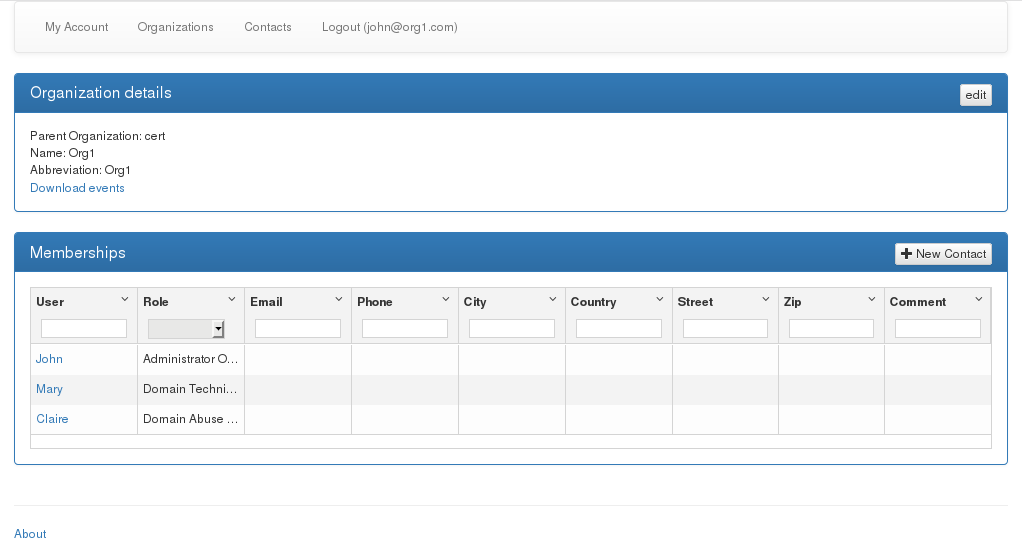 My Account Organizations Contacts Logout (john@org1.com)
Organization details edit
Parent Organization: cert
Name: Org1
Abbreviation: Org1
Download events
Memberships New Contact
User Role Email Phone City Country Street Zip Comment
John Administrator O...
Mary Domain Techni...
Claire Domain Abuse ...
About